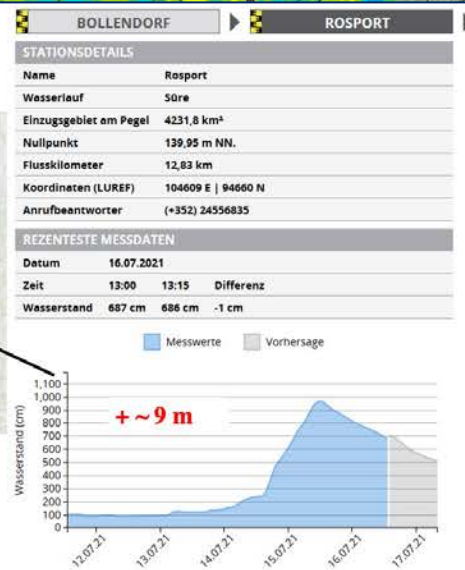 BOLLENDORF ROSPORT
STATIONSDETAILS
Name Rosport
Wasserlauf Süre
Einzugsgebiet am Pegel 4231,8 km²
Nullpunkt 139,95 m NN.
Flusskilometer 12,83 km
Koordinaten (LUREF) 104609 E | 94660 N
Anrufbeantworter (+352) 24556835
REZENTESTE MESSDATEN
Datum 16.07.2021
Zeit 13:00 13:15 Differenz
Wasserstand 687 cm 686 cm -1 cm
Messwerte Vorhersage
Wasserstand (cm)
1,100
1,000
900
800
700
600
500
400
300
200
100
0
+ ~9 m
12.07.21 13.07.21 14.07.21 15.07.21 16.07.21 17.07.21